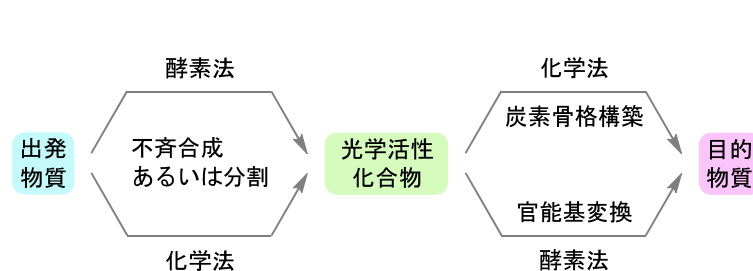 酵素法
化学法
炭素骨格構築
出発
物質
不斉合成
あるいは分割
光学活性
化合物
目的
物質
官能基変換
化学法
酵素法